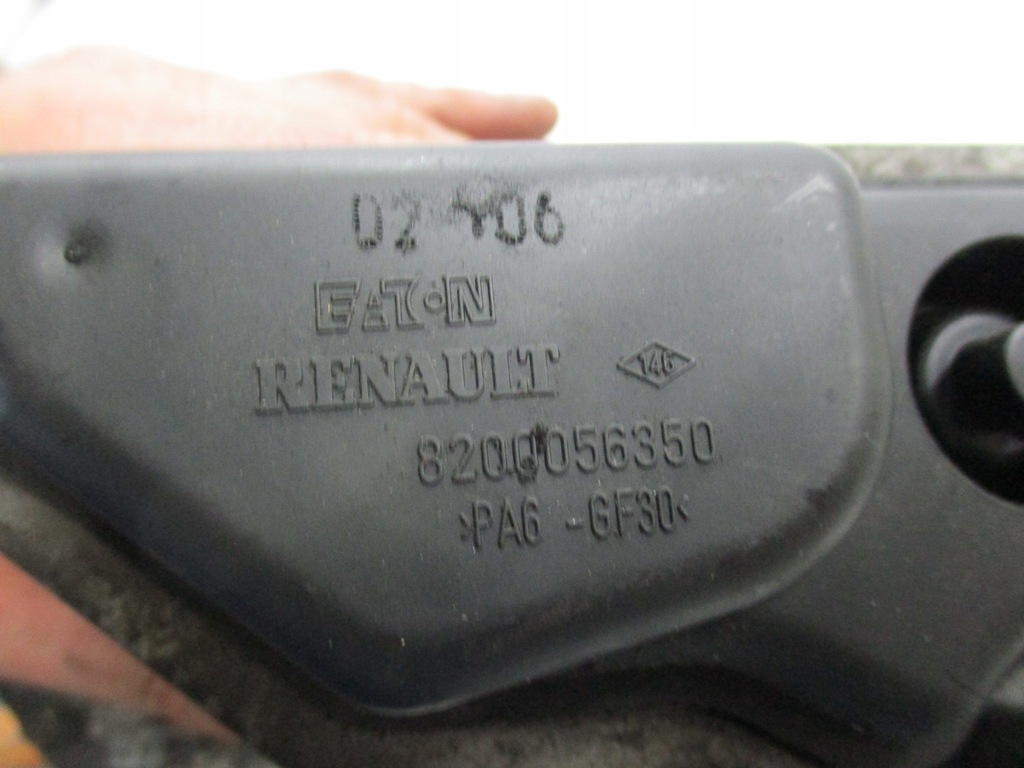 02 Y06
EATON
RENAULT 146
8200056350
>PA6 -GF30<